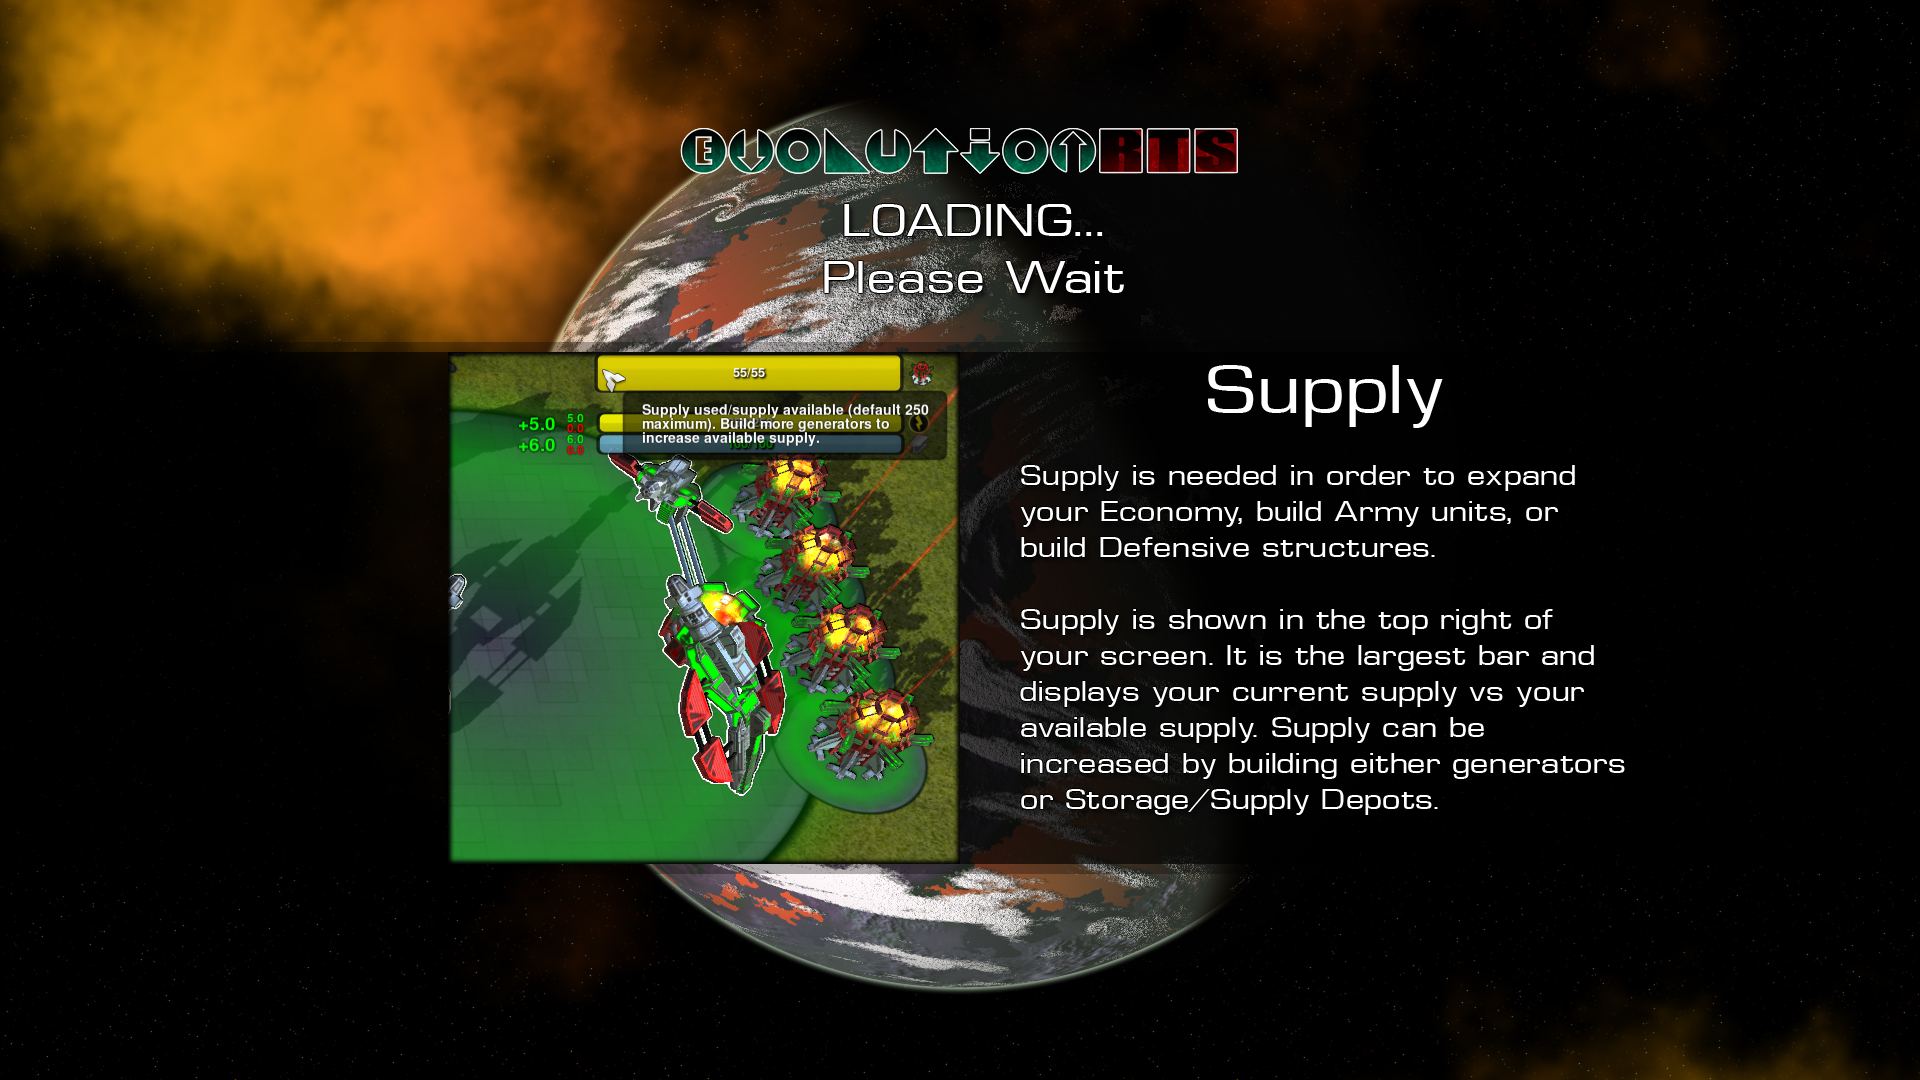 EVOLUTION RTS
LOADING...
Please Wait
55/55
Supply used/supply available (default 250
maximum). Build more generators to
increase available supply.
+5.0 5.0
0.0
+6.0 6.0
0.0
Supply
Supply is needed in order to expand
your Economy, build Army units, or
build Defensive structures.
Supply is shown in the top right of
your screen. It is the largest bar and
displays your current supply vs your
available supply. Supply can be
increased by building either generators
or Storage/Supply Depots.